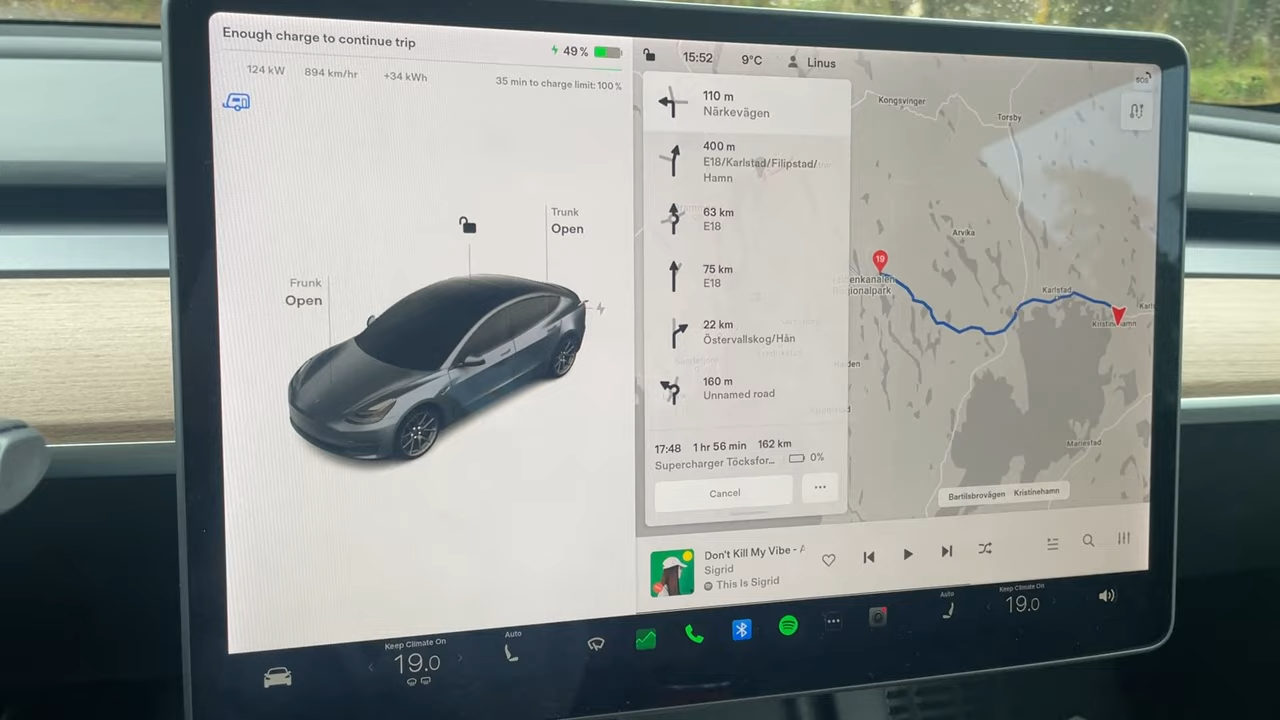 Enough charge to continue trip
49%
124 kW 894 km/hr +34 kWh
35 min to charge limit: 100%
Trunk
Open
Frunk
Open
15:52 9°C Linus
SOS
110 m
Närkevägen
400 m
E18/Karlstad/Filipstad/
Hamn
63 km
E18
75 km
E18
22 km
Östervallskog/Hån
160 m
Unnamed road
17:48 1 hr 56 min 162 km
Supercharger Töcksfor... 0%
Cancel
Kongsvinger
Torsby
Arvika
19
enkanalen
Regionalpark
Karlstad
Kristinehamn
Mariestad
Bartilsbrovägen Kristinehamn
Don't Kill My Vibe -
Sigrid
This Is Sigrid
Keep Climate On
19.0
Auto
Auto
Keep Climate On
19.0